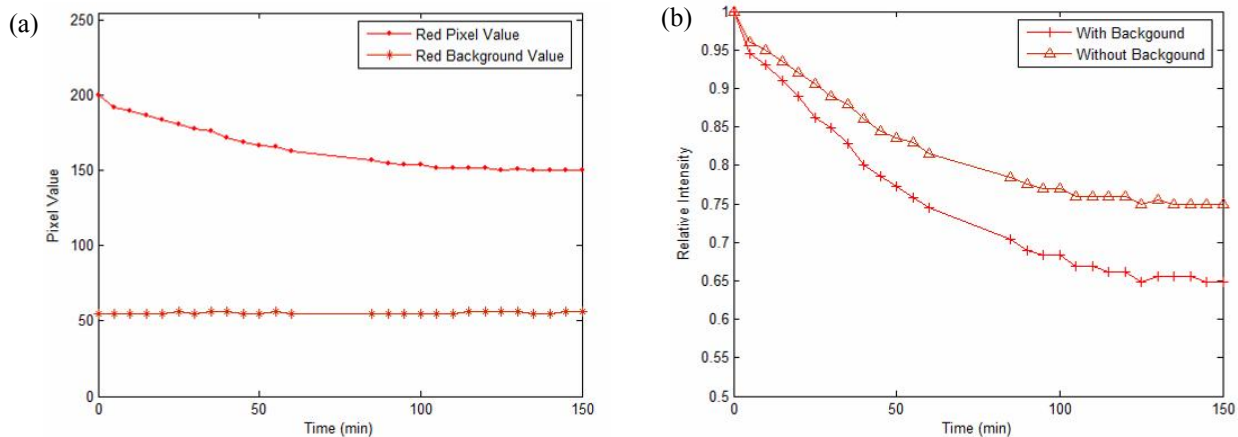 (a)
250
200
150
100
50
0
Pixel Value
Red Pixel Value
Red Background Value
0 50 100 150
Time (min)
(b)
1
0.95
0.9
0.85
0.8
0.75
0.7
0.65
0.6
0.55
0.5
Relative Intensity
With Backgound
Without Backgound
0 50 100 150
Time (min)